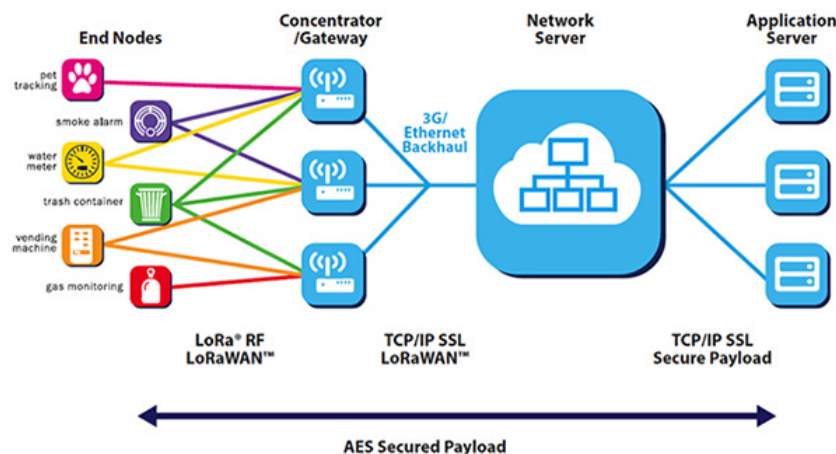 End Nodes
Concentrator
/Gateway
Network
Server
Application
Server
pet
tracking
smoke alarm
water
meter
trash container
vending
machine
gas monitoring
3G/
Ethernet
Backhaul
LoRa® RF
LoRaWAN™
TCP/IP SSL
LoRaWAN™
TCP/IP SSL
Secure Payload
AES Secured Payload